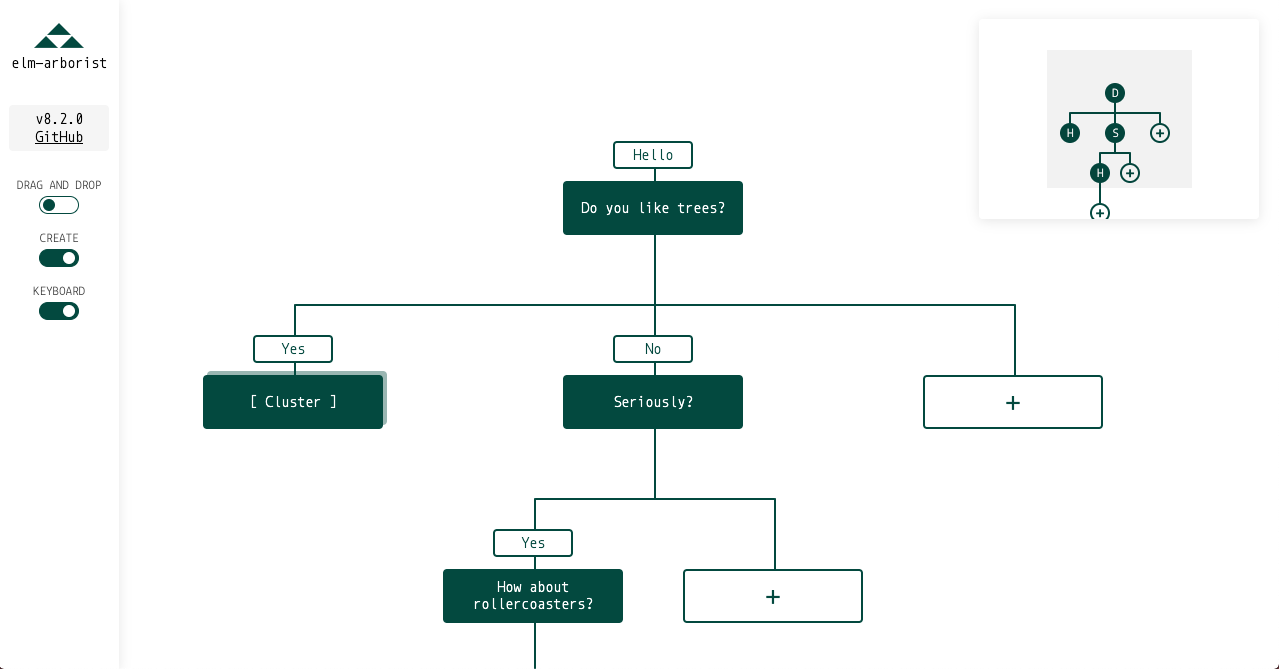 elm-arborist
v8.2.0
GitHub
DRAG AND DROP
CREATE
KEYBOARD
Hello
Do you like trees?
Yes
No
[ Cluster ]
Seriously?
+
Yes
How about
rollercoasters?
+
D
H
S
+
H
+
+